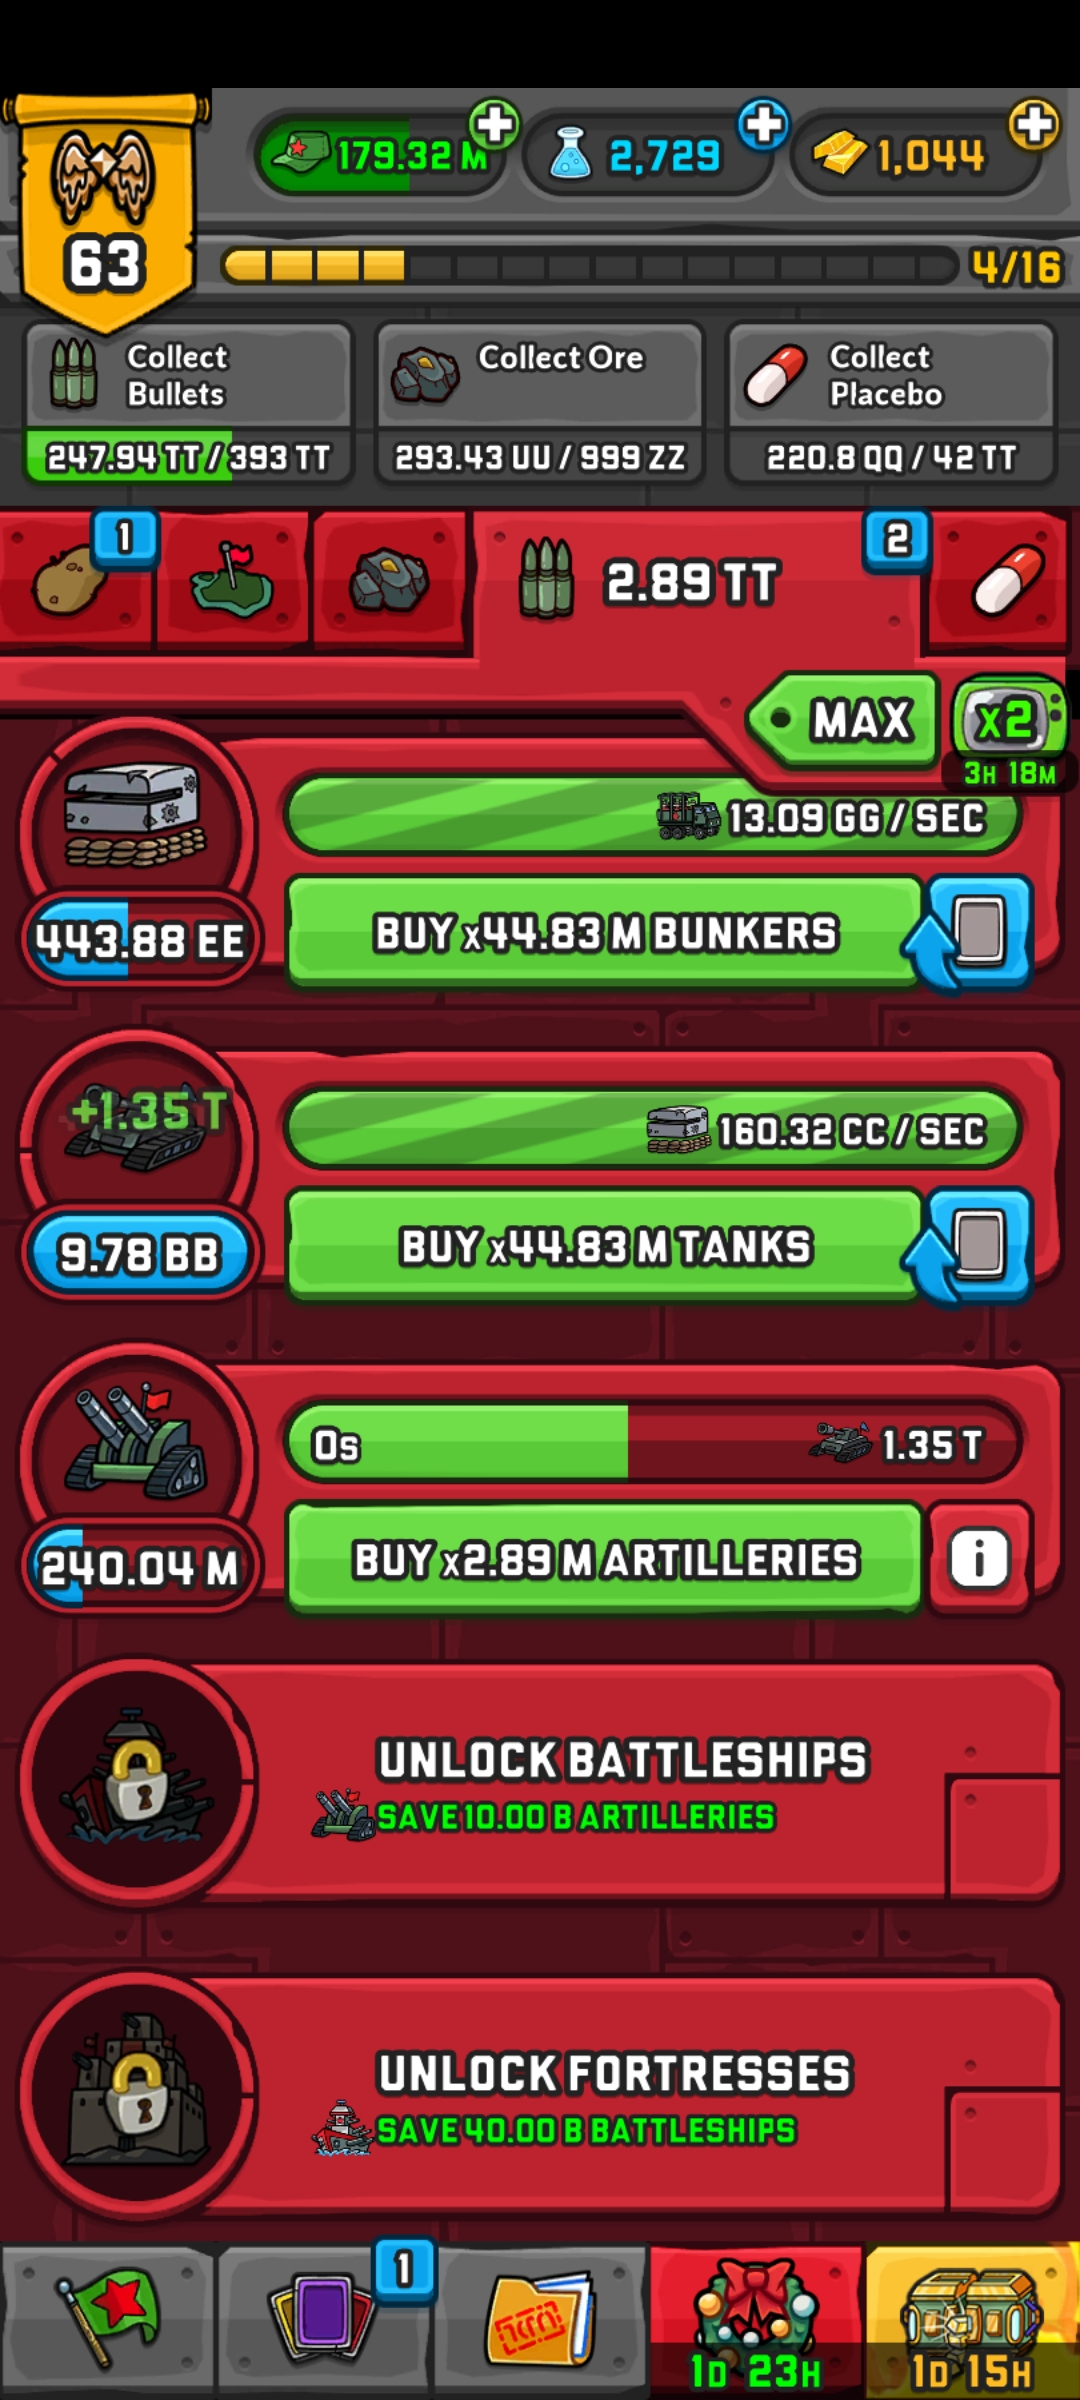 179.32 M
2,729
1,044
63
4/16
Collect
Bullets
247.94 TT / 393 TT
Collect Ore
293.43 UU / 999 ZZ
Collect
Placebo
220.8 QQ / 42 TT
1
2.89 TT
2
MAX
x2
3H 18M
13.09 GG / SEC
443.88 EE
BUY x44.83 M BUNKERS
+1.35 T
160.32 CC / SEC
9.78 BB
BUY x44.83 M TANKS
0s
1.35 T
240.04 M
BUY x2.89 M ARTILLERIES
i
UNLOCK BATTLESHIPS
SAVE 10.00 B ARTILLERIES
UNLOCK FORTRESSES
SAVE 40.00 B BATTLESHIPS
1
1D 23H
1D 15H